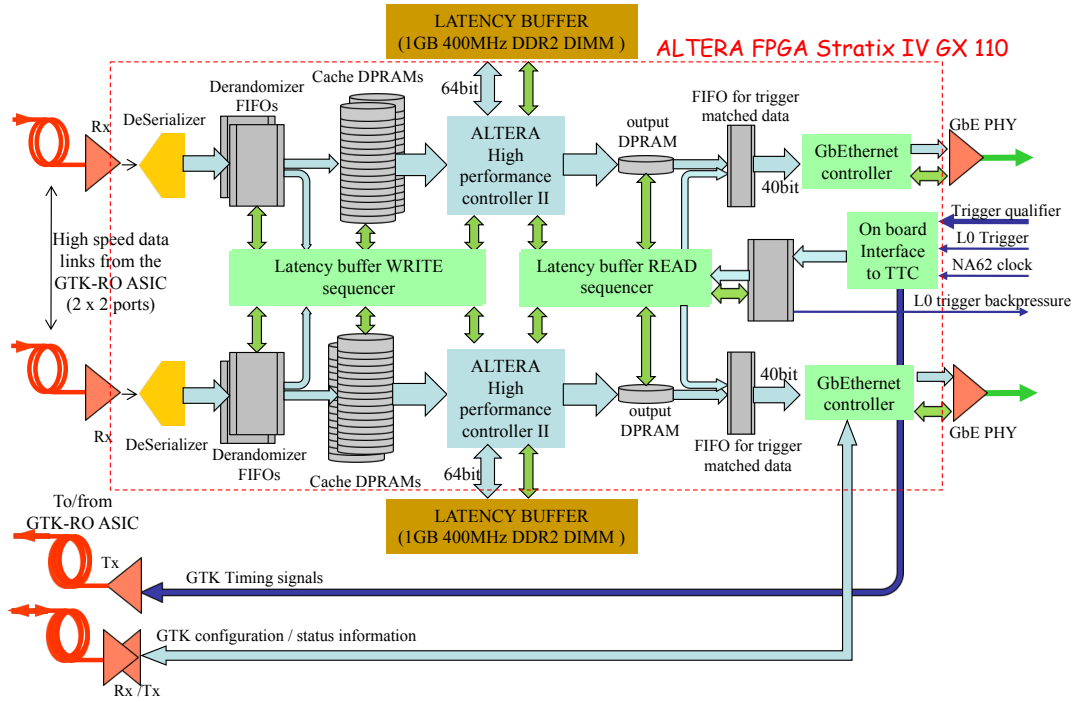 LATENCY BUFFER
(1GB 400MHz DDR2 DIMM )
ALTERA FPGA Stratix IV GX 110
Derandomizer
FIFOs
Cache DPRAMs
64bit
FIFO for trigger
matched data
Rx
DeSerializer
ALTERA
High
performance
controller II
output
DPRAM
GbE PHY
GbEthernet
controller
40bit
High speed data
links from the
GTK-RO ASIC
(2 x 2 ports)
Latency buffer WRITE
sequencer
Latency buffer READ
sequencer
On board
Interface
to TTC
Trigger qualifier
L0 Trigger
NA62 clock
L0 trigger backpressure
Rx
DeSerializer
Derandomizer
FIFOs
Cache DPRAMs
ALTERA
High
performance
controller II
64bit
output
DPRAM
40bit
FIFO for trigger
matched data
GbEthernet
controller
GbE PHY
LATENCY BUFFER
(1GB 400MHz DDR2 DIMM )
To/from
GTK-RO ASIC
Tx
GTK Timing signals
GTK configuration / status information
Rx /Tx